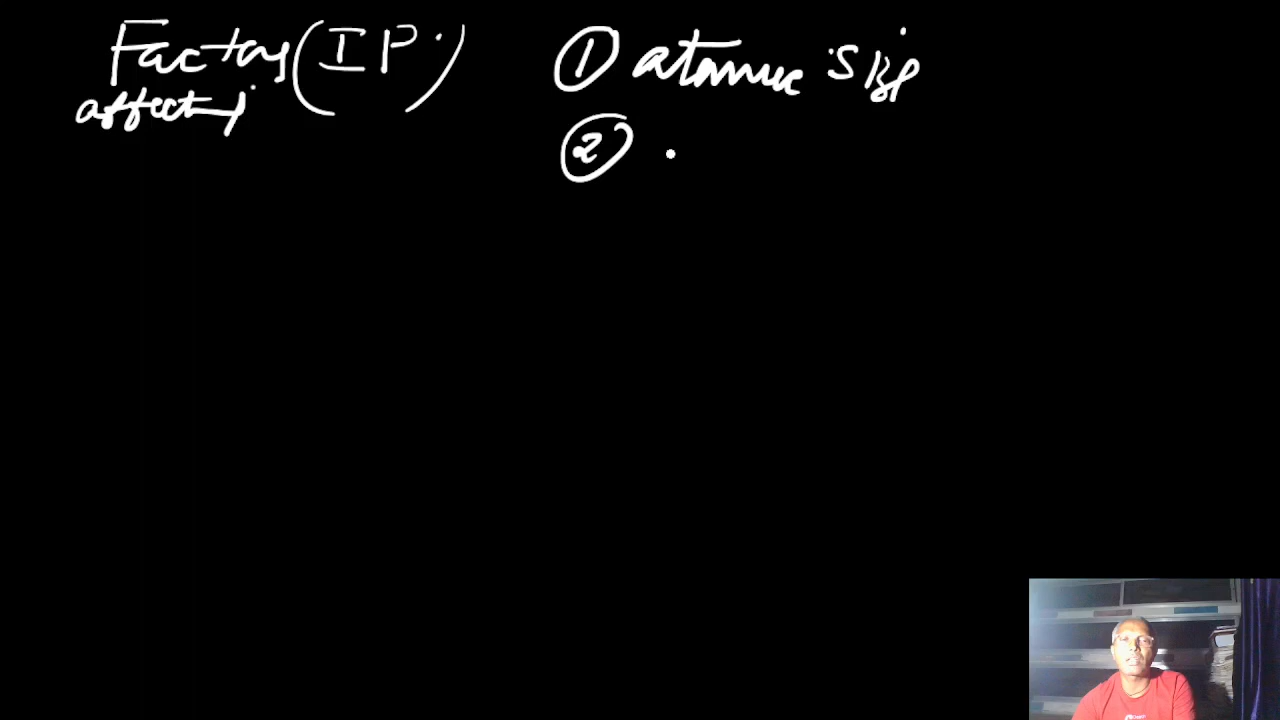 Factors (I P.) ① atomic size
affecting ②